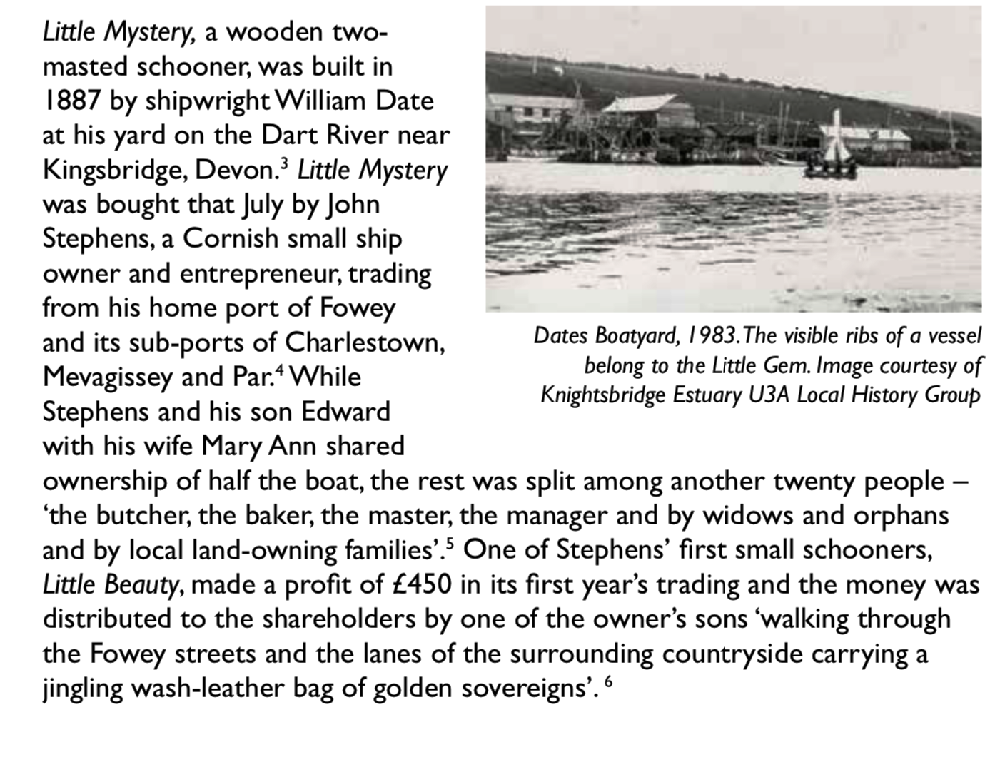 Little Mystery, a wooden two-
masted schooner, was built in
1887 by shipwright William Date
at his yard on the Dart River near
Kingsbridge, Devon.³ Little Mystery
was bought that July by John
Stephens, a Cornish small ship
owner and entrepreneur, trading
from his home port of Fowey
and its sub-ports of Charlestown,
Mevagissey and Par.⁴ While
Stephens and his son Edward
with his wife Mary Ann shared
ownership of half the boat, the rest was split among another twenty people –
‘the butcher, the baker, the master, the manager and by widows and orphans
and by local land-owning families’.⁵ One of Stephens’ first small schooners,
Little Beauty, made a profit of £450 in its first year’s trading and the money was
distributed to the shareholders by one of the owner’s sons ‘walking through
the Fowey streets and the lanes of the surrounding countryside carrying a
jingling wash-leather bag of golden sovereigns’. ⁶
Dates Boatyard, 1983. The visible ribs of a vessel
belong to the Little Gem. Image courtesy of
Knightsbridge Estuary U3A Local History Group